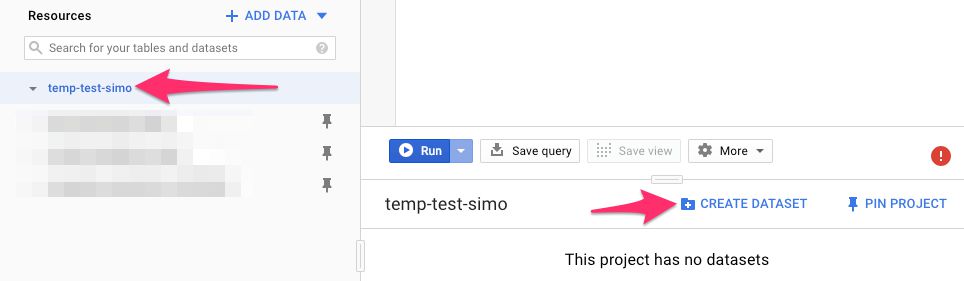 Resources
ADD DATA
Search for your tables and datasets
temp-test-simo
Run
Save query
Save view
More
temp-test-simo
CREATE DATASET
PIN PROJECT
This project has no datasets